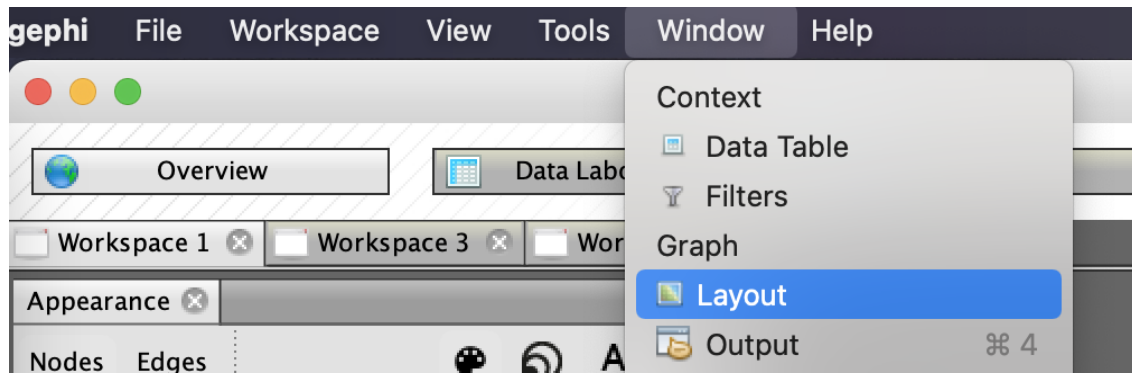 gephi File Workspace View Tools Window Help
Context
Data Table
Overview
Data Labo
Filters
Workspace 1
Workspace 3
Wor
Graph
Appearance
Layout
Nodes Edges
A
Output ⌘ 4